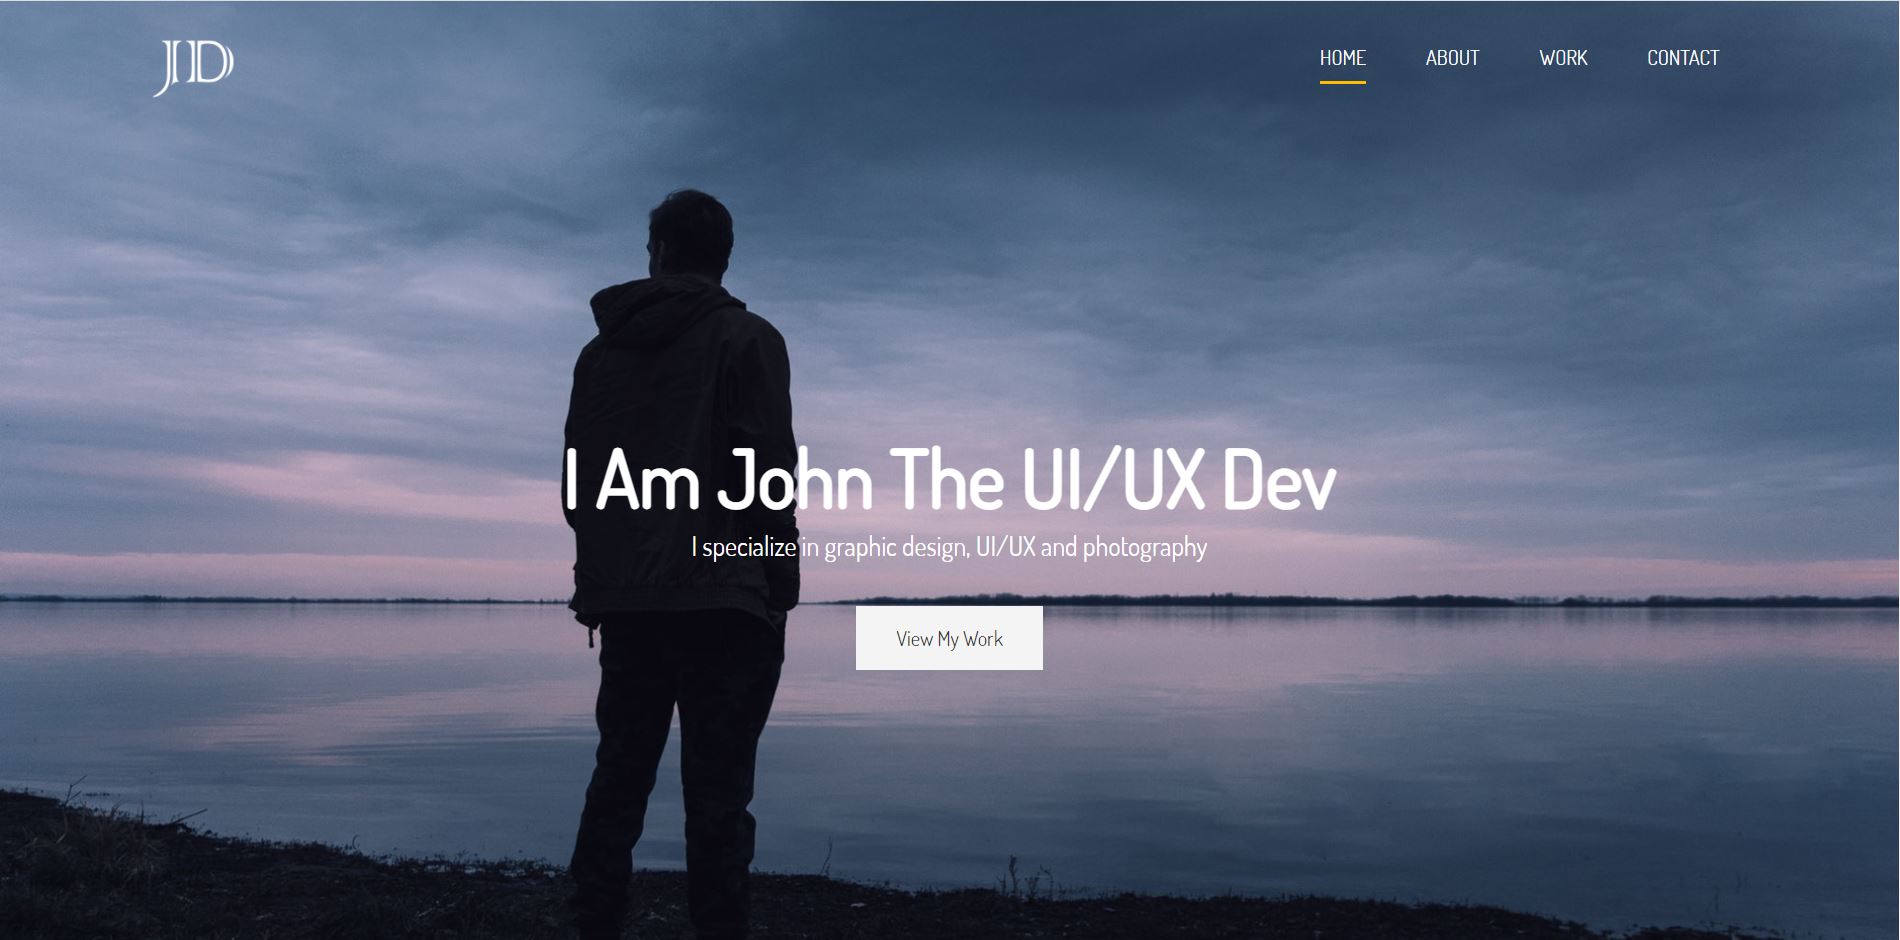 JD
HOME ABOUT WORK CONTACT
I Am John The UI/UX Dev
I specialize in graphic design, UI/UX and photography
View My Work